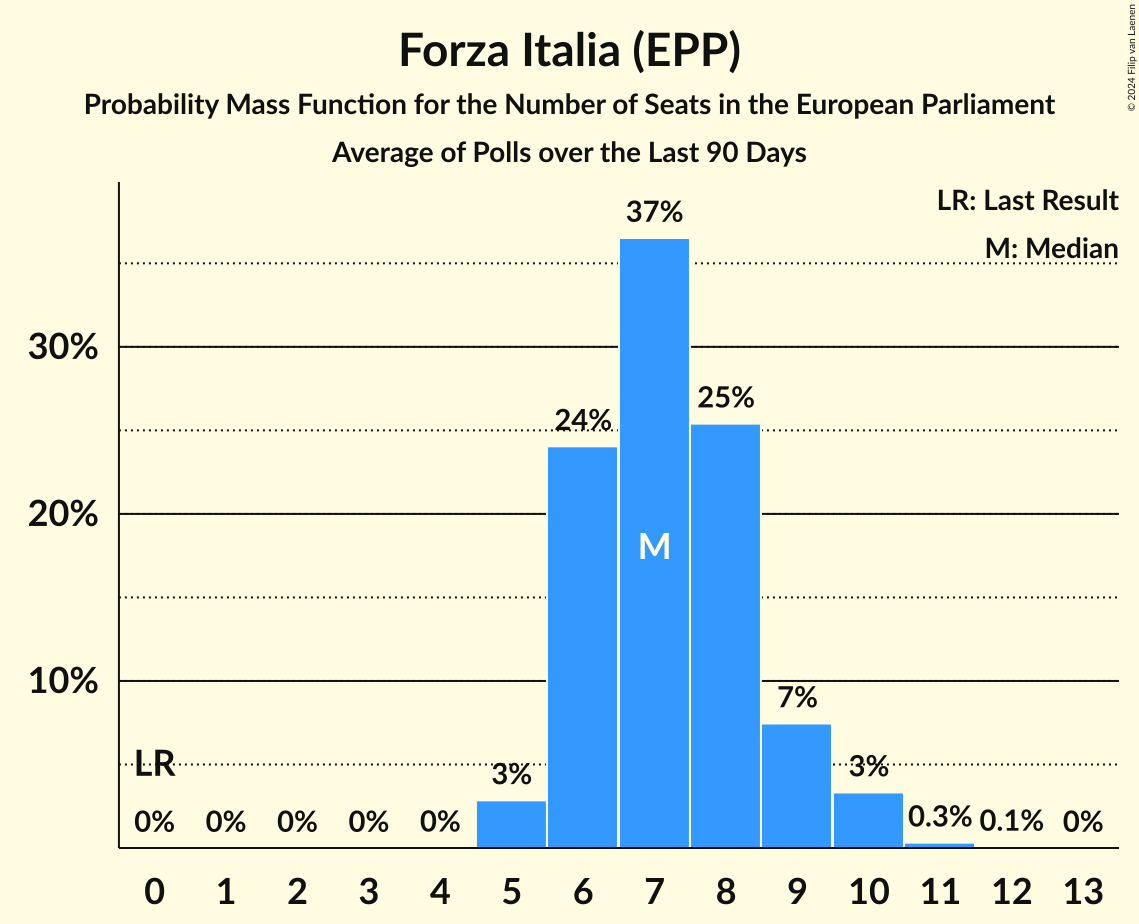 Forza Italia (EPP)
Probability Mass Function for the Number of Seats in the European Parliament
Average of Polls over the Last 90 Days
© 2024 Filip van Laenen
LR: Last Result
M: Median
37%
30%
25%
24%
20%
M
10%
7%
LR
3%
3%
0%
0%
0%
0%
0%
0.3%
0.1%
0%
0 1 2 3 4 5 6 7 8 9 10 11 12 13